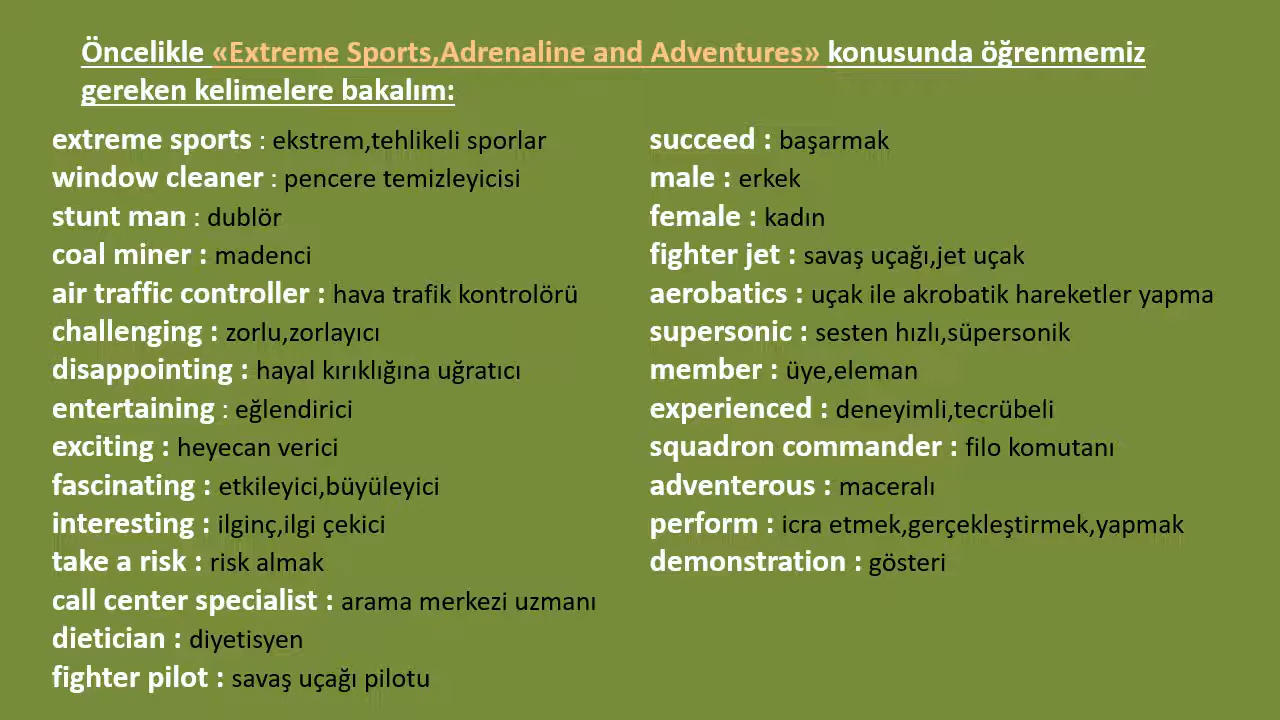 Öncelikle «Extreme Sports,Adrenaline and Adventures» konusunda öğrenmemiz
gereken kelimelere bakalım:
extreme sports : ekstrem,tehlikeli sporlar
window cleaner : pencere temizleyicisi
stunt man : dublör
coal miner : madenci
air traffic controller : hava trafik kontrolörü
challenging : zorlu,zorlayıcı
disappointing : hayal kırıklığına uğratıcı
entertaining : eğlendirici
exciting : heyecan verici
fascinating : etkileyici,büyüleyici
interesting : ilginç,ilgi çekici
take a risk : risk almak
call center specialist : arama merkezi uzmanı
dietician : diyetisyen
fighter pilot : savaş uçağı pilotu
succeed : başarmak
male : erkek
female : kadın
fighter jet : savaş uçağı,jet uçak
aerobatics : uçak ile akrobatik hareketler yapma
supersonic : sesten hızlı,süpersonik
member : üye,eleman
experienced : deneyimli,tecrübeli
squadron commander : filo komutanı
adventerous : maceralı
perform : icra etmek,gerçekleştirmek,yapmak
demonstration : gösteri